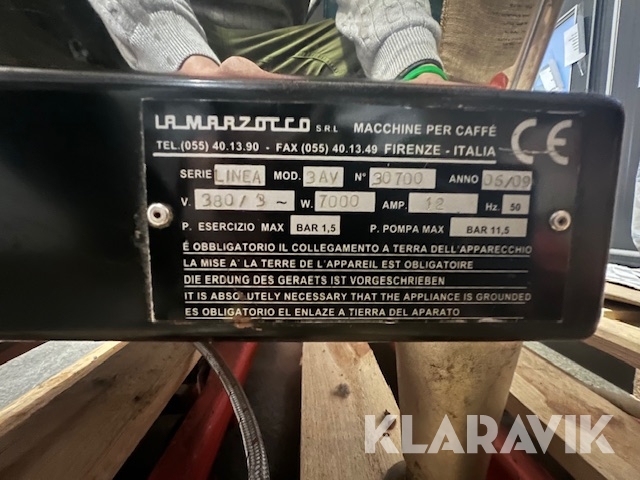 LA MARZOCCO S.R.L MACCHINE PER CAFFÉ
TEL.(055) 40.13.90 - FAX (055) 40.13.49 FIRENZE - ITALIA
CE
SERIE LINEA MOD. 3AV N° 30700 ANNO 06/09
V. 380/3~ W. 7000 AMP. 12 Hz. 50
P. ESERCIZIO MAX BAR 1,5 P. POMPA MAX BAR 11,5
É OBBLIGATORIO IL COLLEGAMENTO A TERRA DELL'APPARECCHIO
LA MISE A' LA TERRE DE L'APPAREIL EST OBLIGATOIRE
DIE ERDUNG DES GERAETS IST VORGESCHRIEBEN
IT IS ABSOLUTELY NECESSARY THAT THE APPLIANCE IS GROUNDED
ES OBLIGATORIO EL ENLAZE A TIERRA DEL APARATO
KLARAVIK